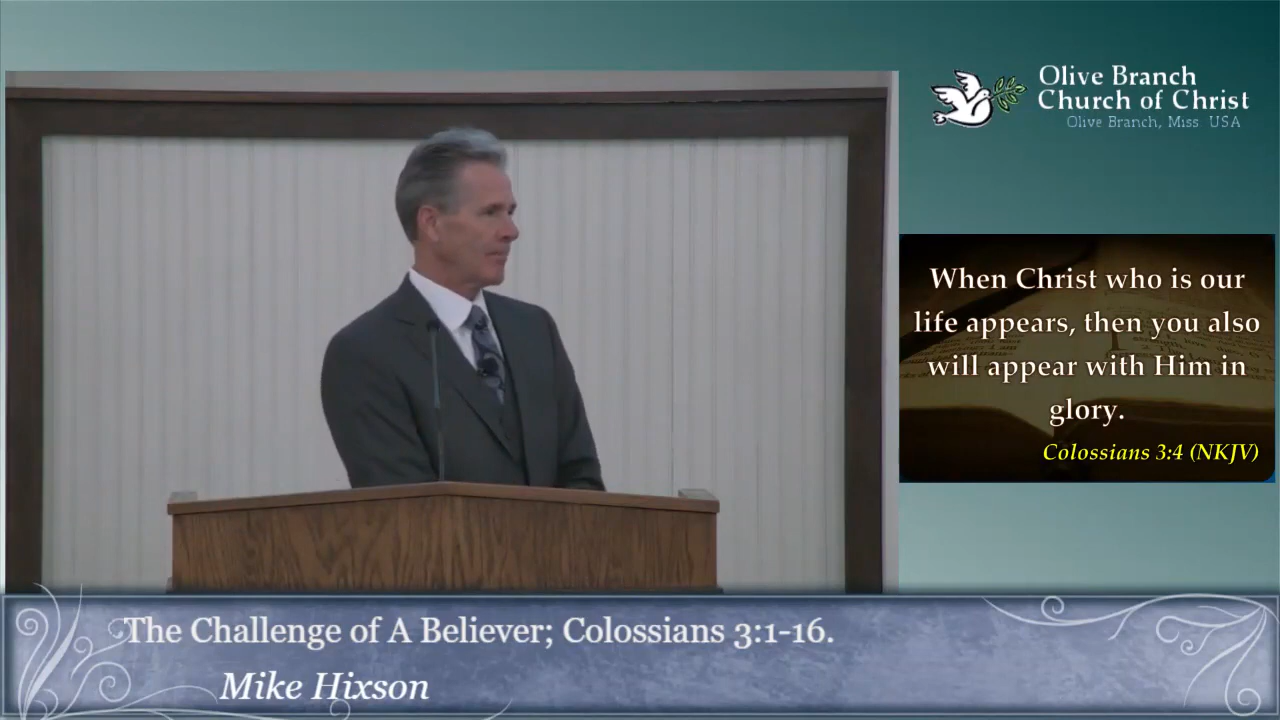 Olive Branch
Church of Christ
Olive Branch, Miss. USA
When Christ who is our
life appears, then you also
will appear with Him in
glory.
Colossians 3:4 (NKJV)
The Challenge of A Believer; Colossians 3:1-16.
Mike Hixson